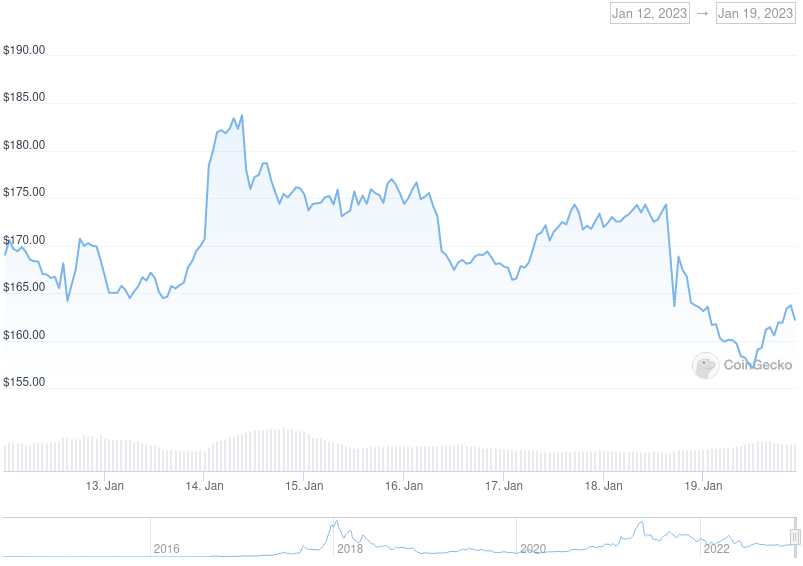 Jan 12, 2023 → Jan 19, 2023
$190.00
$185.00
$180.00
$175.00
$170.00
$165.00
$160.00
$155.00
CoinGecko
13. Jan 14. Jan 15. Jan 16. Jan 17. Jan 18. Jan 19. Jan
2016 2018 2020 2022